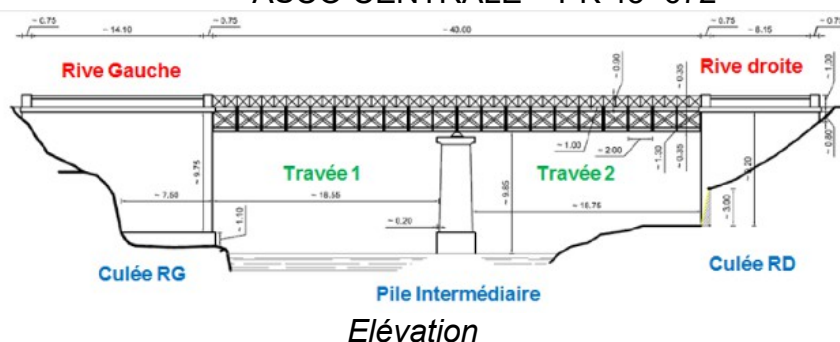 ~ 0.75
~ 14.10
~ 0.75
~ 40.00
~ 0.75
~ 8.15
Rive Gauche
Rive droite
~ 0.90
~ 0.35
~ 1.30
~ 1.00
~ 2.00
~ 1.30
~ 0.35
~ 0.80
~ 9.75
Travée 1
Travée 2
~ 7.50
~ 18.55
~ 9.85
~ 18.75
~ 3.00
~ 1.10
~ 0.20
Culée RG
Culée RD
Pile Intermédiaire
Elévation